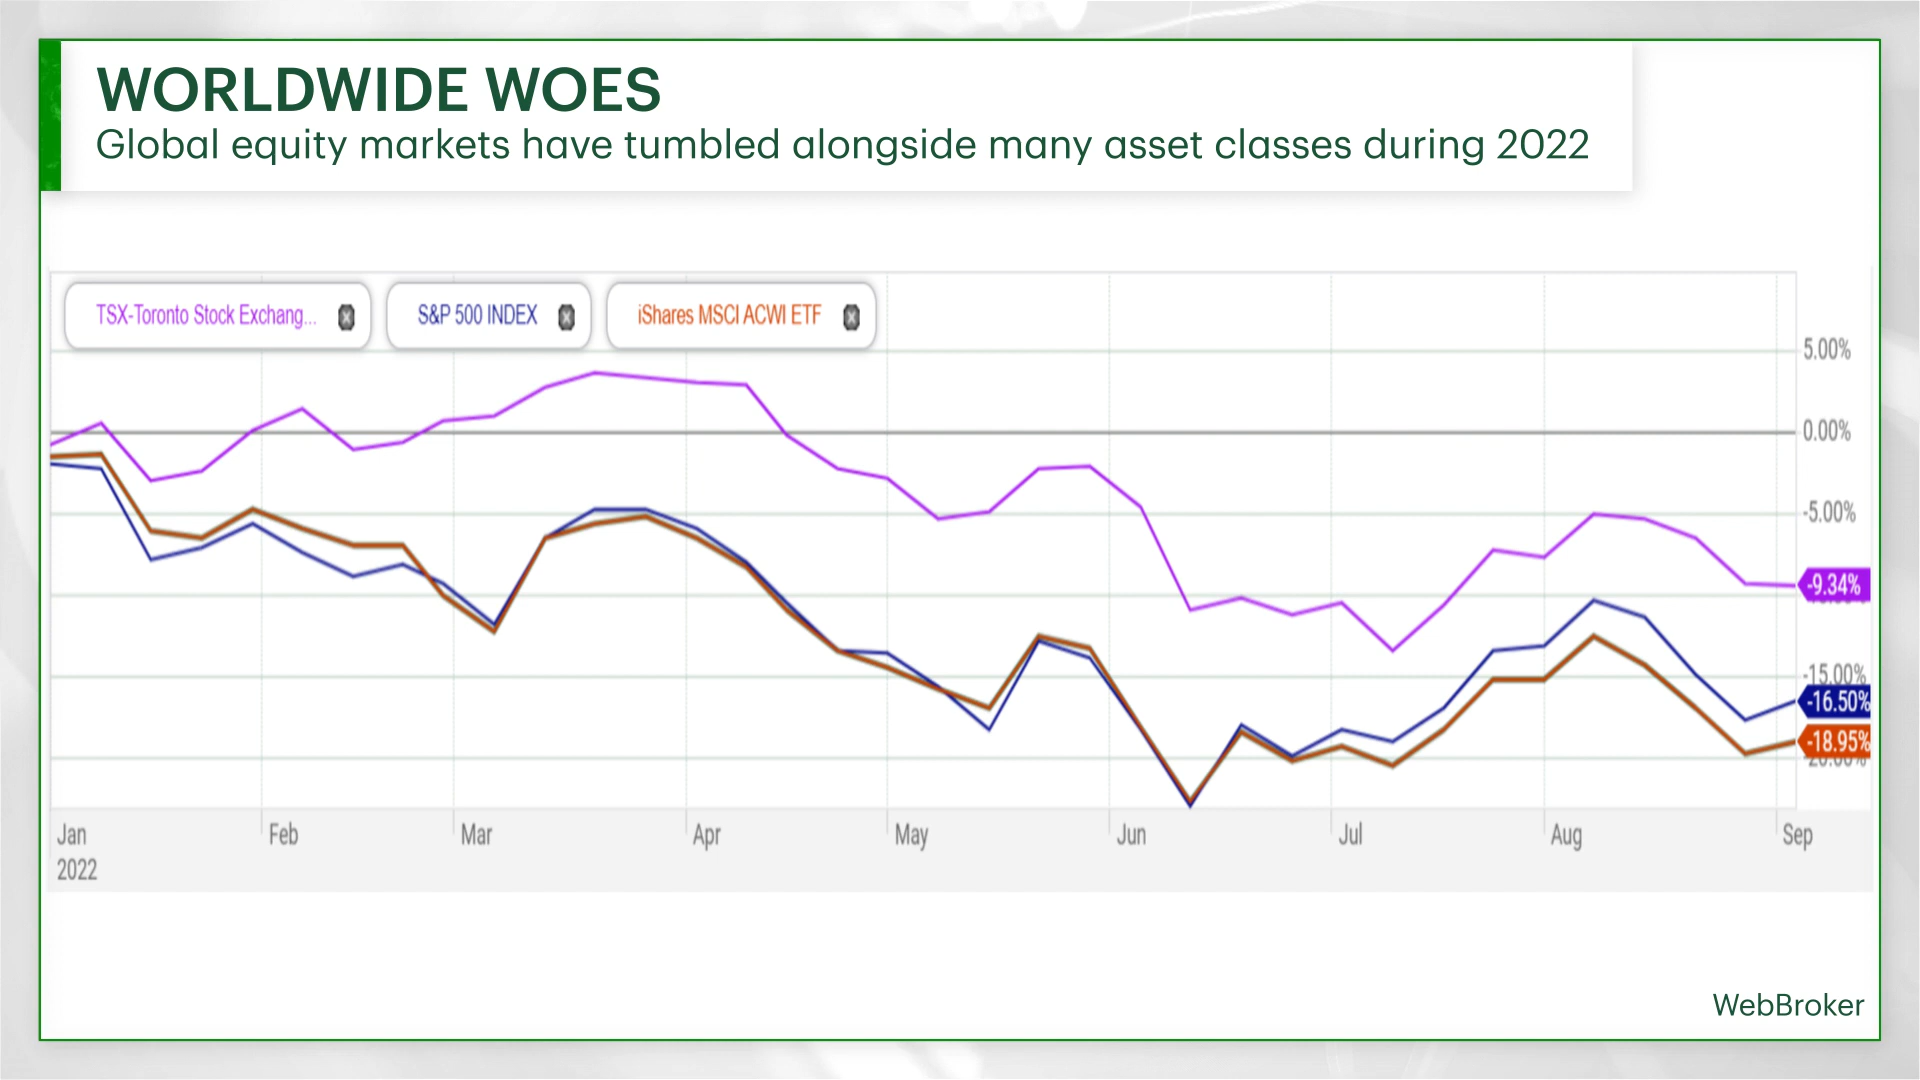 WORLDWIDE WOES
Global equity markets have tumbled alongside many asset classes during 2022
TSX-Toronto Stock Exchang...
S&P 500 INDEX
iShares MSCI ACWI ETF
5.00%
0.00%
-5.00%
-9.34%
-15.00%
-16.50%
-18.95%
Jan
Feb
Mar
Apr
May
Jun
Jul
Aug
Sep
2022
WebBroker